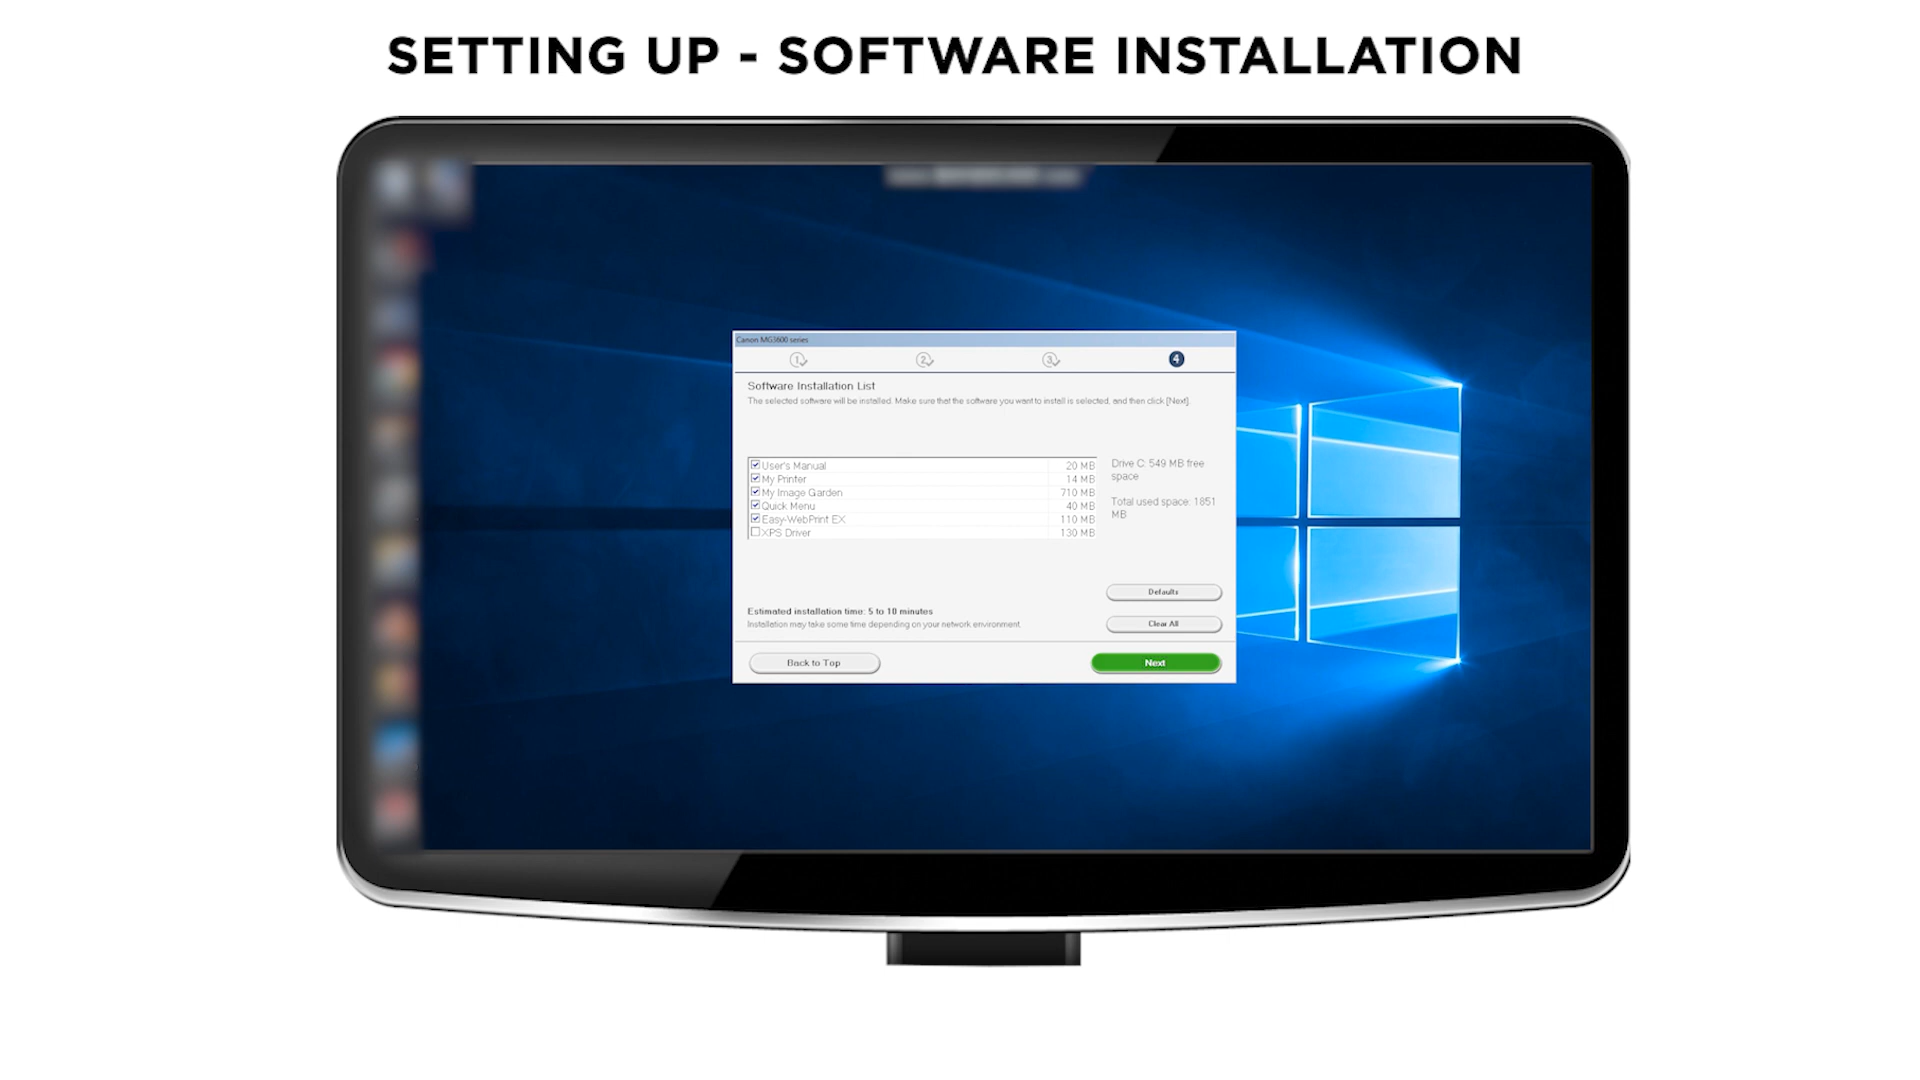 SETTING UP - SOFTWARE INSTALLATION
Canon MG3600 series
1 2 3 4
Software Installation List
The selected software will be installed. Make sure that the software you want to install is selected, and then click [Next].
User's Manual 20 MB
My Printer 14 MB
My Image Garden 710 MB
Quick Menu 40 MB
Easy-WebPrint EX 110 MB
XPS Driver 130 MB
Drive C: 549 MB free
space
Total used space: 1851
MB
Defaults
Estimated installation time: 5 to 10 minutes
Installation may take some time depending on your network environment.
Clear All
Back to Top
Next